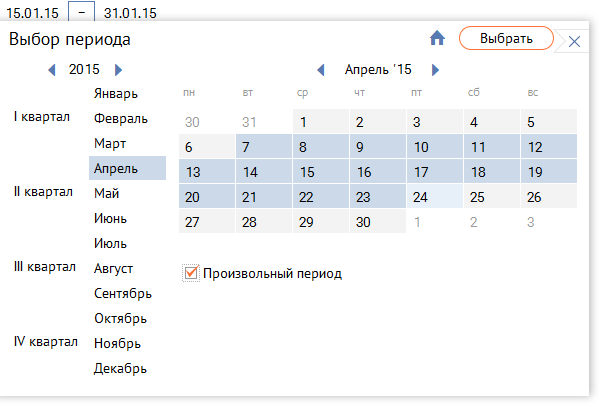 15.01.15 – 31.01.15
Выбор периода
Выбрать
2015
Апрель '15
Январь
I квартал
Февраль
Март
Апрель
II квартал
Май
Июнь
Июль
III квартал
Август
Сентябрь
Октябрь
IV квартал
Ноябрь
Декабрь
пн вт ср чт пт сб вс
30 31 1 2 3 4 5
6 7 8 9 10 11 12
13 14 15 16 17 18 19
20 21 22 23 24 25 26
27 28 29 30 1 2 3
Произвольный период